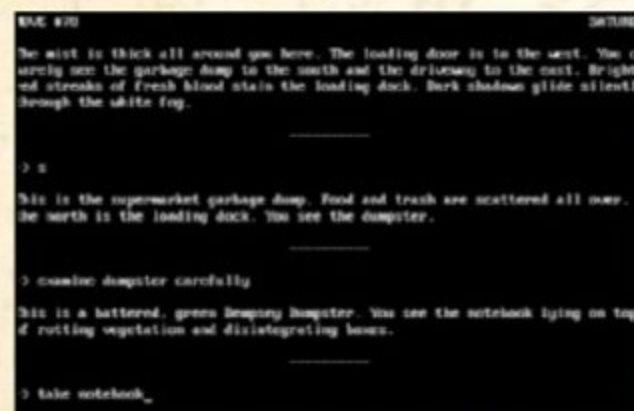 MOVE #70 SATUR
The mist is thick all around you here. The loading door is to the west. You
barely see the garbage dump to the south and the driveway to the east. Bright
red streaks of fresh blood stain the loading dock. Dark shadows glide silentl
through the white fog.
> s
This is the supermarket garbage dump. Food and trash are scattered all over.
the north is the loading dock. You see the dumpster.
> examine dumpster carefully
This is a battered, green Dempsey Dumpster. You see the notebook lying on top
of rotting vegetation and disintegrating boxes.
> take notebook_